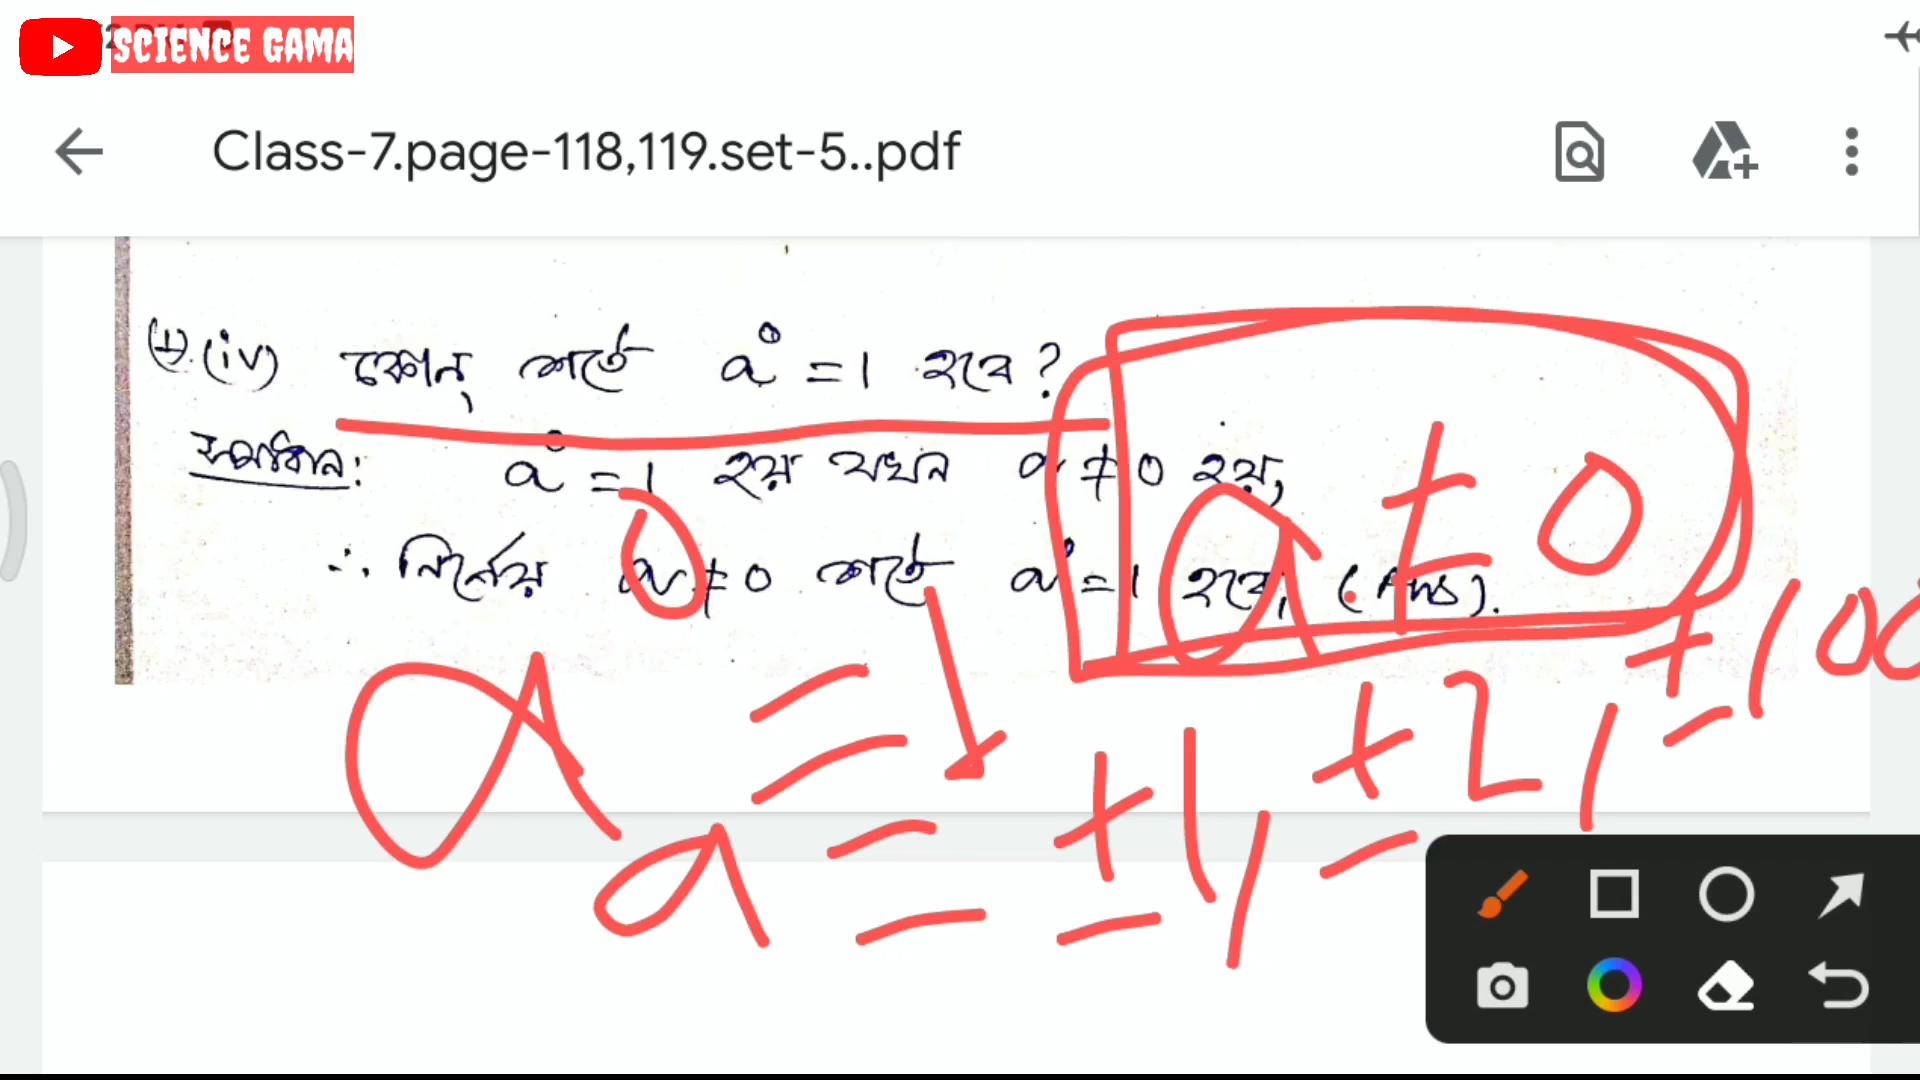 SCIENCE GAMA
Class-7.page-118,119.set-5..pdf
(1).(iv) কোন্ শর্তে a⁰ = 1 হবে?
সমাধান: a⁰ = 1 হয় যখন a ≠ 0 হয়,
∴ নির্ণেয় a ≠ 0 শর্তে a⁰ = 1 হবে, (Ans).
a ≠ 0
a =
a = ±1, ±2, ±100